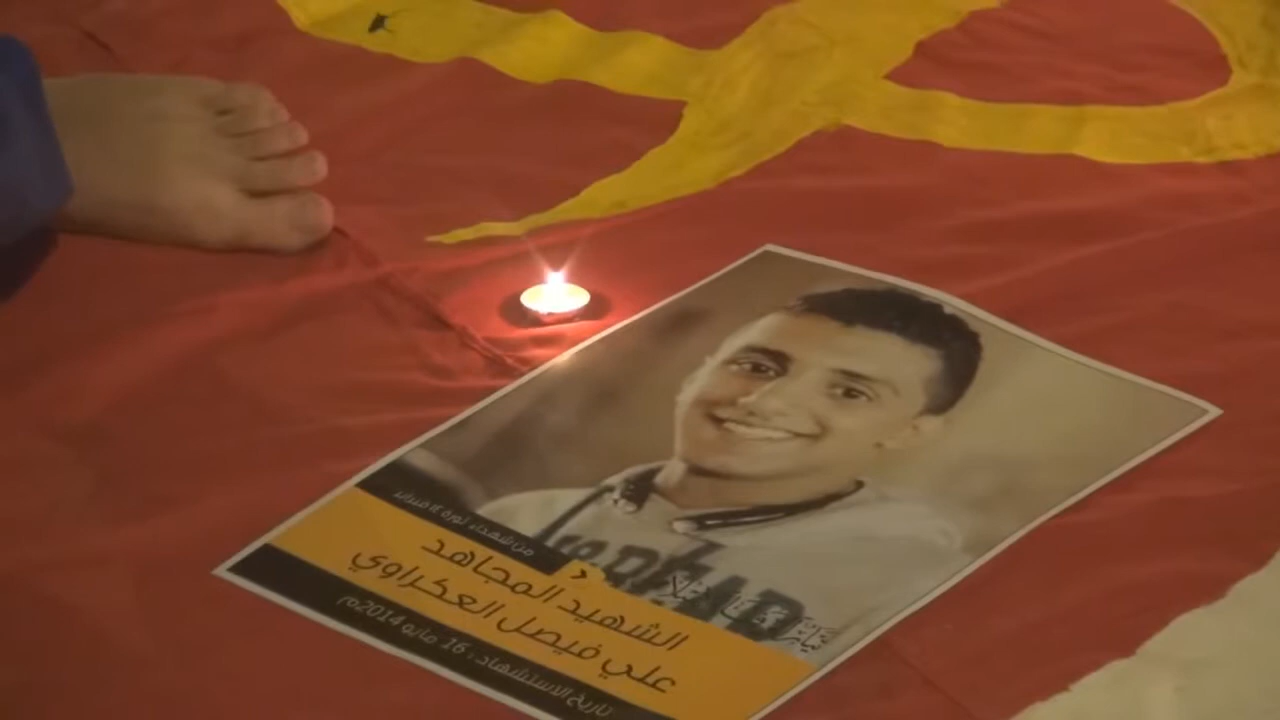 من شهداء ثورة ١٤ فبراير
الشهيد المجاهد
علي فيصل العكراوي
تاريخ الاستشهاد: 16 مايو 2014م